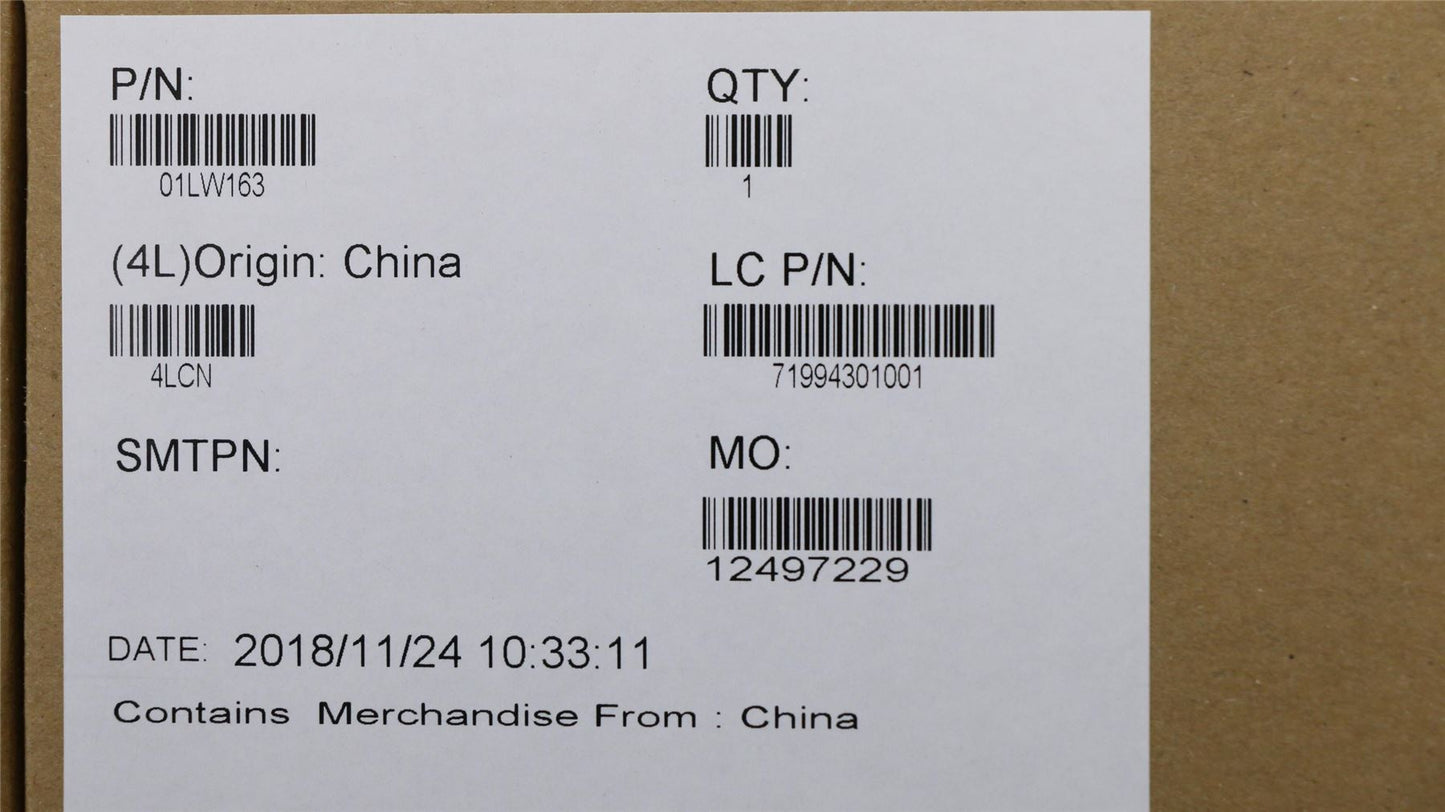 P/N:
01LW163
QTY:
1
(4L)Origin: China
4LCN
LC P/N:
71994301001
SMTPN:
MO:
12497229
DATE: 2018/11/24 10:33:11
Contains Merchandise From : China